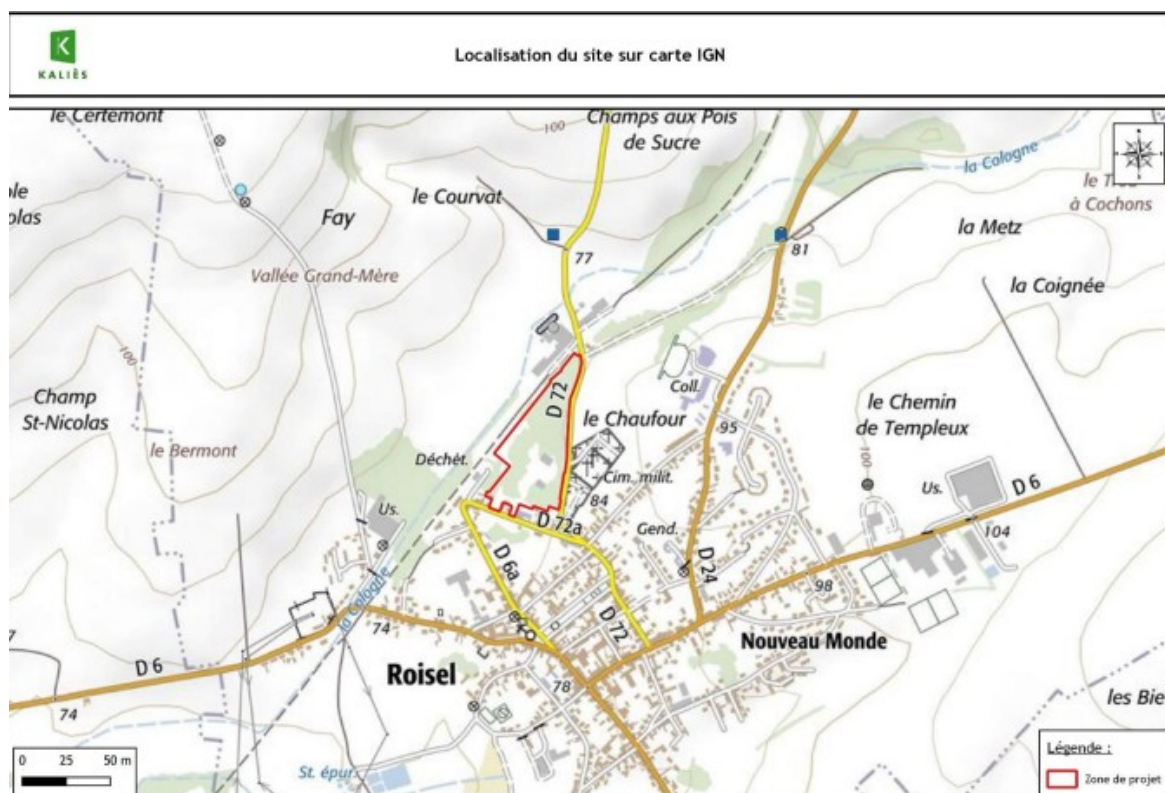 KALIÈS
Localisation du site sur carte IGN
le Certemont
Champs aux Pois
de Sucre
100
la Cologne
le
à Cochons
olas
Fay
le Courvat
la Metz
77
81
Vallée Grand-Mère
la Coignée
100
D 72
Coll.
Champ
St-Nicolas
le Chaufour
le Chemin
de Templeux
le Bermont
95
Déchèt.
Cim. milit.
100
Us.
D 6
Us.
84
D 72a
Gend.
104
D 6a
D 24
98
la Cologne
74
D 72
Nouveau Monde
D 6
Roisel
78
74
les Bie
0 25 50 m
St. épur.
Légende :
Zone de projet